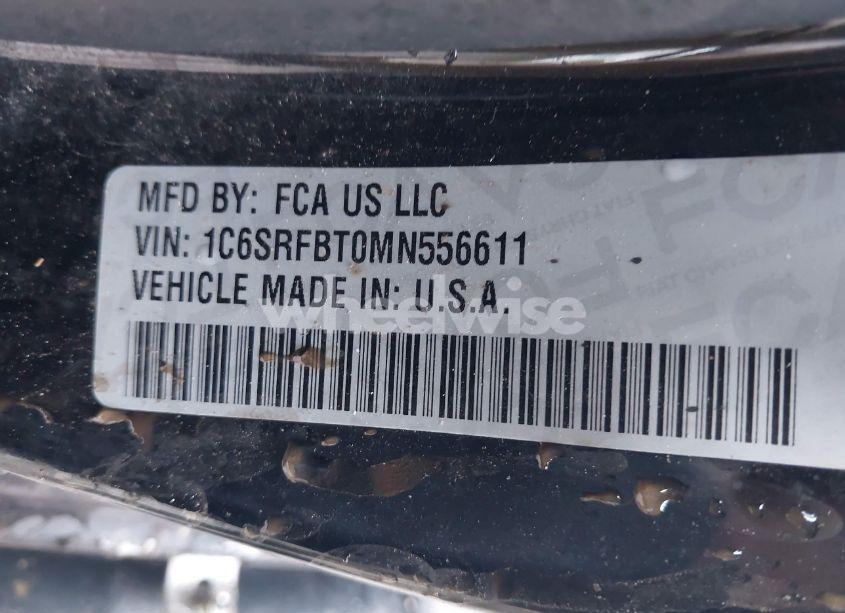 MFD BY: FCA US LLC
VIN: 1C6SRFBT0MN556611
VEHICLE MADE IN: U.S.A.
wheelwise